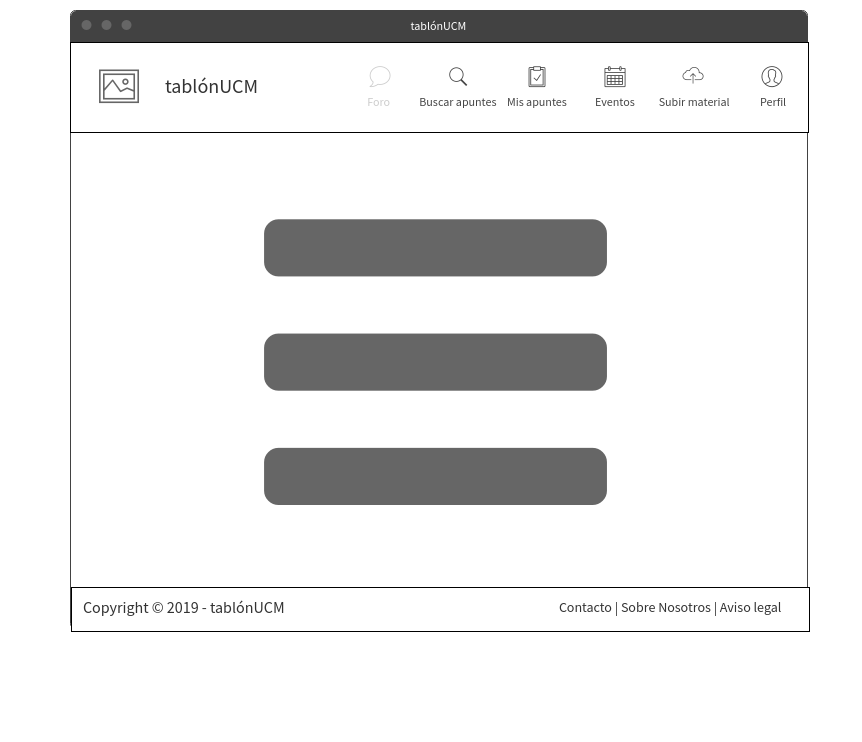 tablónUCM
tablónUCM
Foro
Buscar apuntes
Mis apuntes
Eventos
Subir material
Perfil
Copyright © 2019 - tablónUCM
Contacto | Sobre Nosotros | Aviso legal